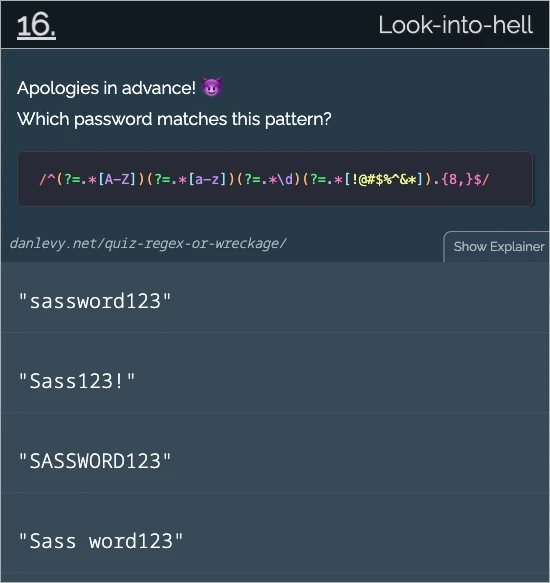 16.
Look-into-hell
Apologies in advance! 😈
Which password matches this pattern?
/^(?=.*[A-Z])(?=.*[a-z])(?=.*\d)(?=.*[!@#$%^&*]).{8,}$/
danlevy.net/quiz-regex-or-wreckage/
Show Explainer
"sassword123"
"Sass123!"
"SASSWORD123"
"Sass word123"